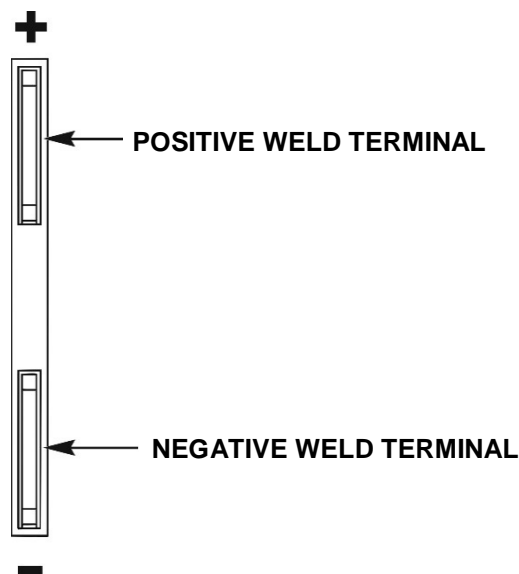 +
POSITIVE WELD TERMINAL
NEGATIVE WELD TERMINAL
-